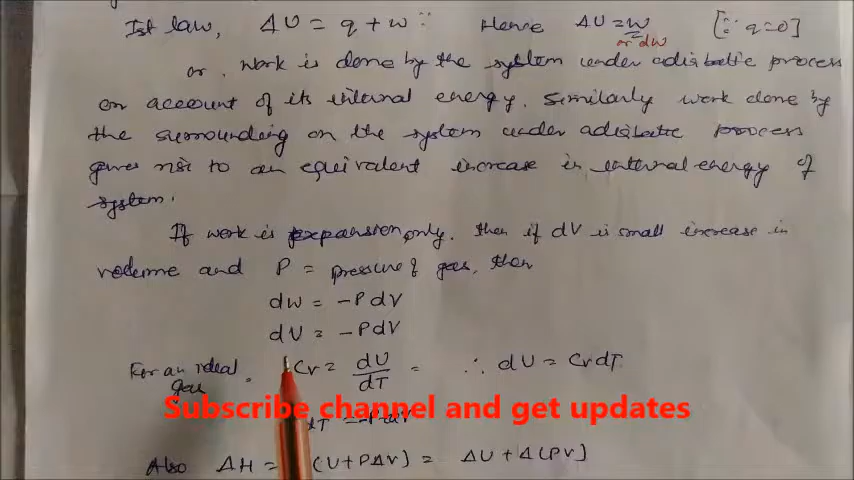 Ist law, ΔU = q + w ∵ Hence ΔU = w [∵ q=0]
or dw
or, Work is done by the system under adiabatic process
on account of its internal energy. Similarly work done by
the surrounding on the system under adiabatic process
gives rise to an equivalent increase in internal energy of
system.
If work is expansion only. then if dV is small increase in
volume and P = pressure of gas, then
dw = -PdV
dU = -PdV
For an ideal Cv = dU/dT = ∴ dU = CvdT
gas
Subscribe channel and get updates
dT = -PdV
Also ΔH = (U+PΔV) = ΔU + Δ(PV)